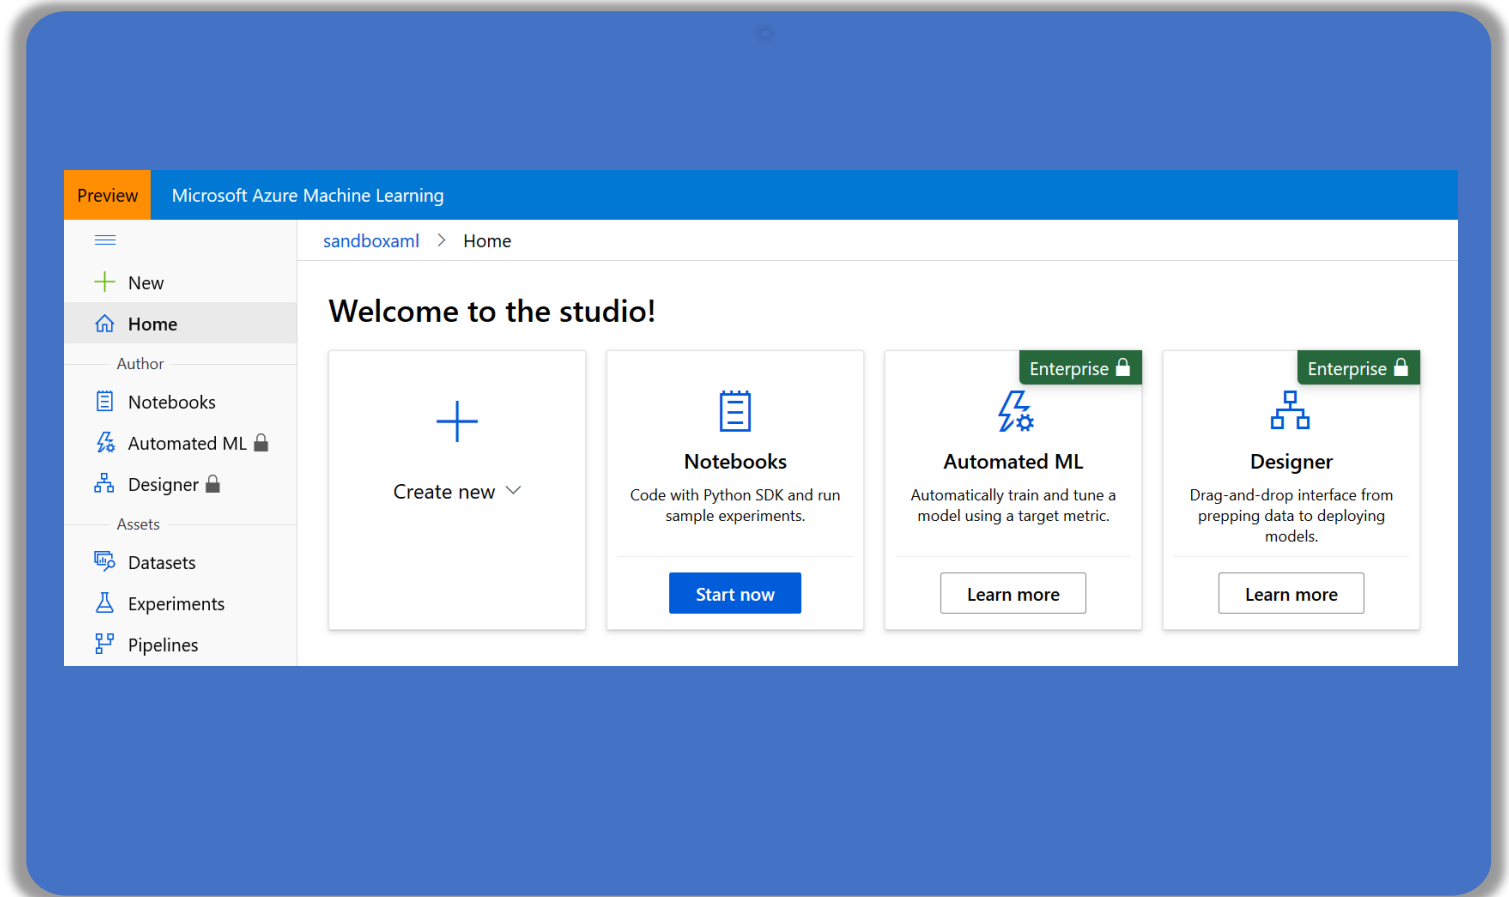 Preview
Microsoft Azure Machine Learning
sandboxaml > Home
New
Home
Author
Notebooks
Automated ML
Designer
Assets
Datasets
Experiments
Pipelines
Welcome to the studio!
Create new
Notebooks
Code with Python SDK and run
sample experiments.
Start now
Enterprise
Automated ML
Automatically train and tune a
model using a target metric.
Learn more
Enterprise
Designer
Drag-and-drop interface from
prepping data to deploying
models.
Learn more